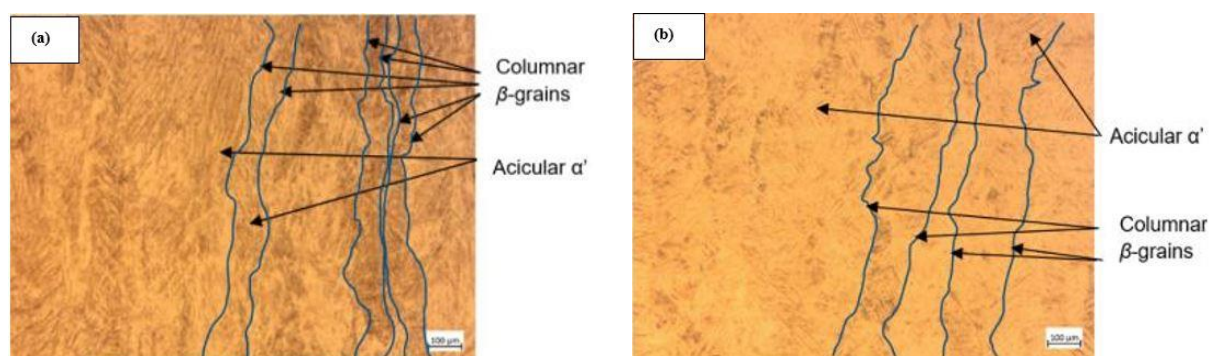 (a)
Columnar
β-grains
Acicular α’
100 μm
(b)
Acicular α’
Columnar
β-grains
100 μm